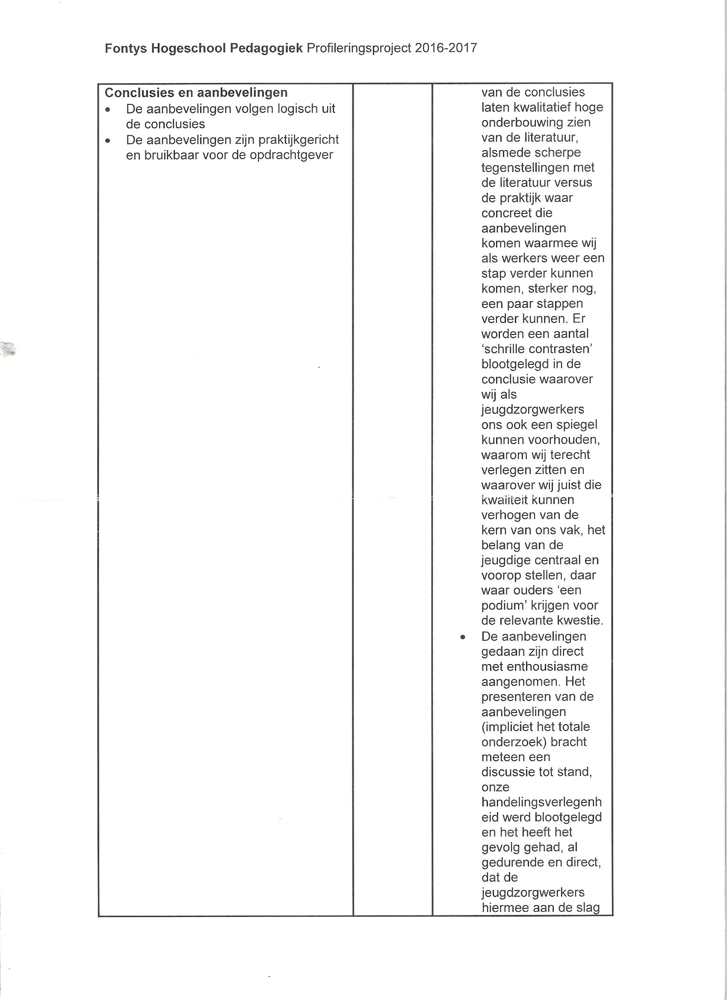 Fontys Hogeschool Pedagogiek Profileringsproject 2016-2017
Conclusies en aanbevelingen
• De aanbevelingen volgen logisch uit
de conclusies
• De aanbevelingen zijn praktijkgericht
en bruikbaar voor de opdrachtgever
van de conclusies
laten kwalitatief hoge
onderbouwing zien
van de literatuur,
alsmede scherpe
tegenstellingen met
de literatuur versus
de praktijk waar
concreet die
aanbevelingen
komen waarmee wij
als werkers weer een
stap verder kunnen
komen, sterker nog,
een paar stappen
verder kunnen. Er
worden een aantal
‘schrille contrasten’
blootgelegd in de
conclusie waarover
wij als
jeugdzorgwerkers
ons ook een spiegel
kunnen voorhouden,
waarom wij terecht
verlegen zitten en
waarover wij juist die
kwaliteit kunnen
verhogen van de
kern van ons vak, het
belang van de
jeugdige centraal en
voorop stellen, daar
waar ouders ‘een
podium’ krijgen voor
de relevante kwestie.
• De aanbevelingen
gedaan zijn direct
met enthousiasme
aangenomen. Het
presenteren van de
aanbevelingen
(impliciet het totale
onderzoek) bracht
meteen een
discussie tot stand,
onze
handelingsverlegenh
eid werd blootgelegd
en het heeft het
gevolg gehad, al
gedurende en direct,
dat de
jeugdzorgwerkers
hiermee aan de slag